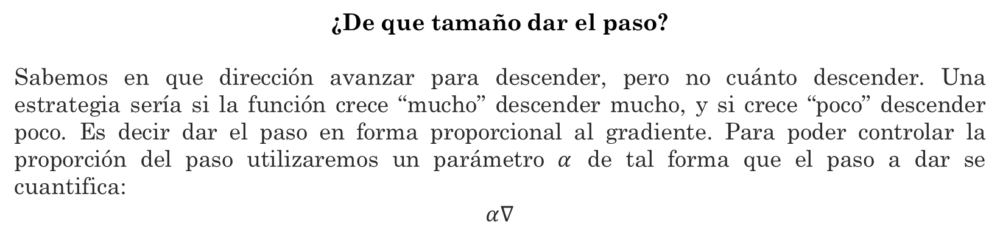 ¿De que tamaño dar el paso?
Sabemos en que dirección avanzar para descender, pero no cuánto descender. Una
estrategia sería si la función crece “mucho” descender mucho, y si crece “poco” descender
poco. Es decir dar el paso en forma proporcional al gradiente. Para poder controlar la
proporción del paso utilizaremos un parámetro α de tal forma que el paso a dar se
cuantifica:
α∇